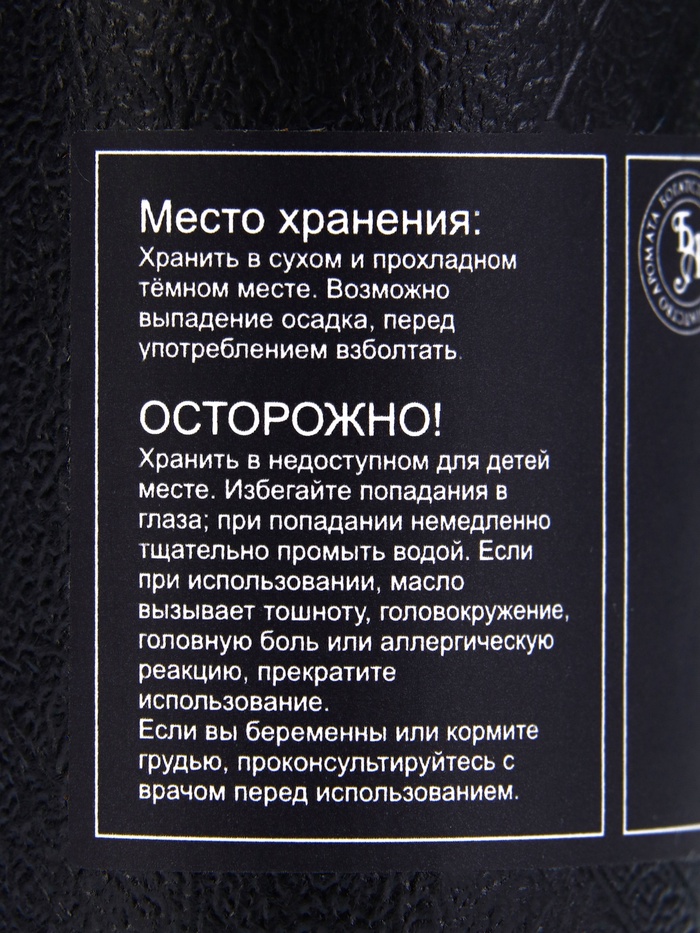 Место хранения:
Хранить в сухом и прохладном
тёмном месте. Возможно
выпадение осадка, перед
употреблением взболтать.
ОСТОРОЖНО!
Хранить в недоступном для детей
месте. Избегайте попадания в
глаза; при попадании немедленно
тщательно промыть водой. Если
при использовании, масло
вызывает тошноту, головокружение,
головную боль или аллергическую
реакцию, прекратите
использование.
Если вы беременны или кормите
грудью, проконсультируйтесь с
врачом перед использованием.
АРОМАТА